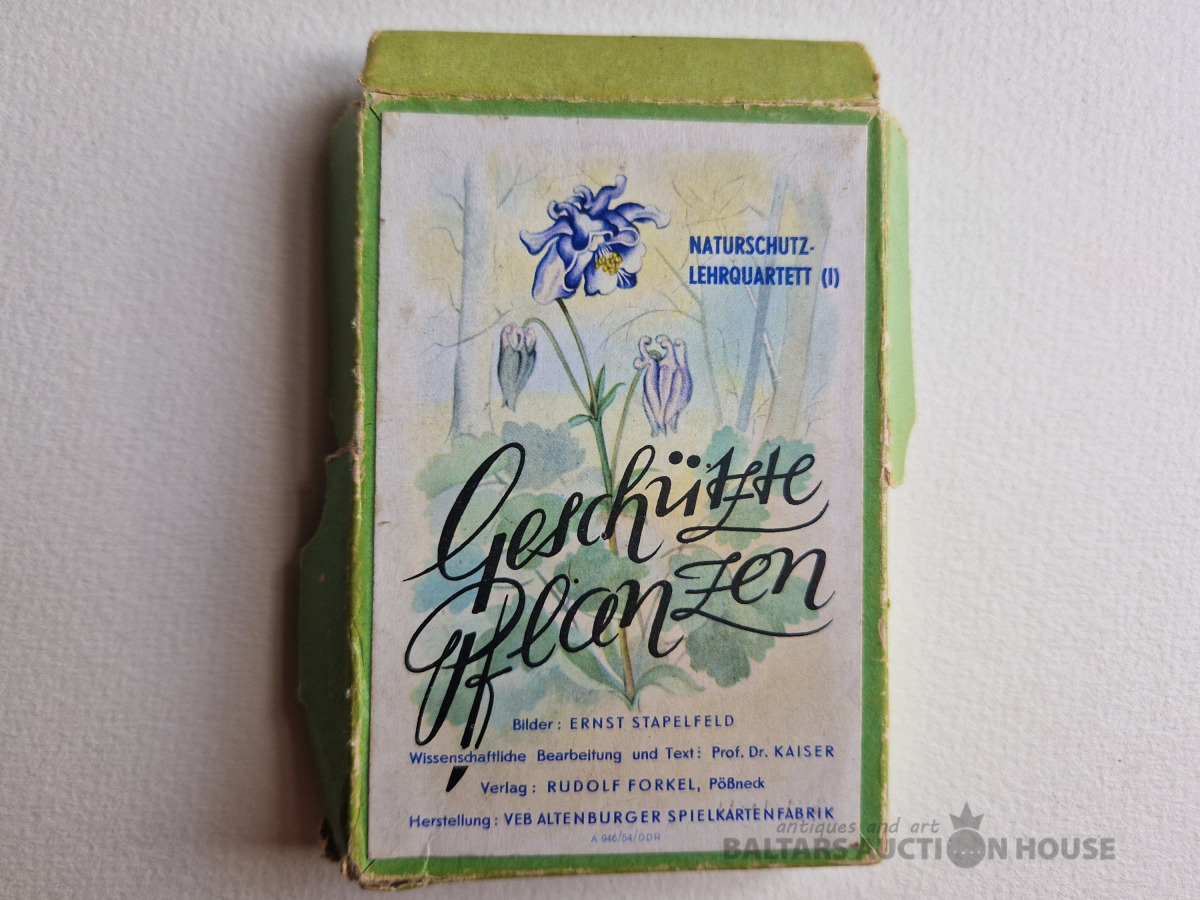 NATURSCHUTZ-
LEHRQUARTETT (I)
Geschützte
Pflanzen
Bilder: ERNST STAPELFELD
Wissenschaftliche Bearbeitung und Text: Prof. Dr. KAISER
Verlag: RUDOLF FORKEL, Pößneck
Herstellung: VEB ALTENBURGER SPIELKARTENFABRIK
A 946/54/DDR
antiques and art
BALTARS AUCTION HOUSE